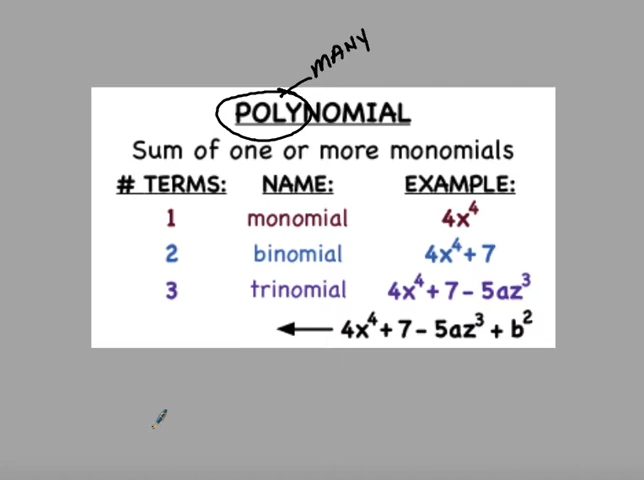 MANY
POLYNOMIAL
Sum of one or more monomials
# TERMS: NAME: EXAMPLE:
1 monomial 4x⁴
2 binomial 4x⁴ + 7
3 trinomial 4x⁴ + 7 - 5az³
← 4x⁴ + 7 - 5az³ + b²